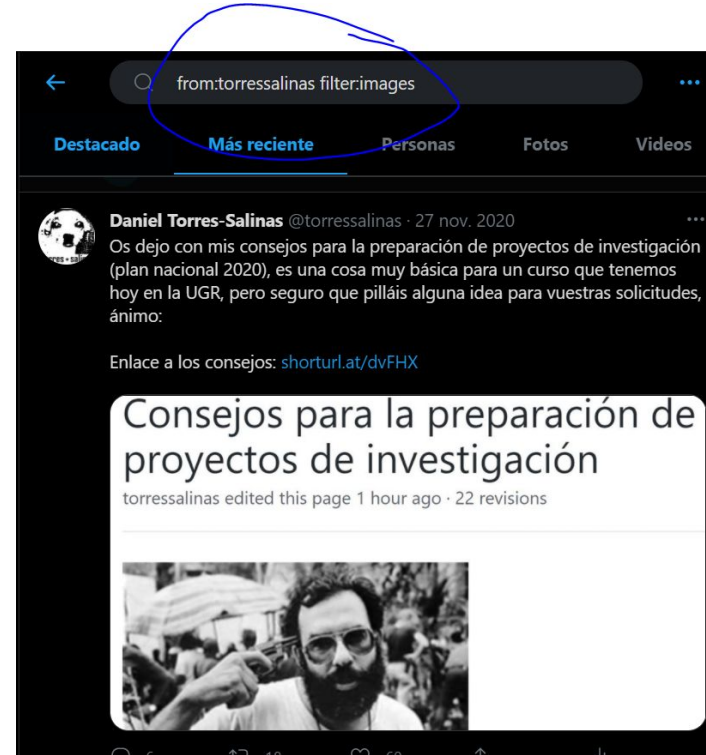 from:torressalinas filter:images
Destacado Más reciente Personas Fotos Videos
Daniel Torres-Salinas @torressalinas · 27 nov. 2020
Os dejo con mis consejos para la preparación de proyectos de investigación
(plan nacional 2020), es una cosa muy básica para un curso que tenemos
hoy en la UGR, pero seguro que pilláis alguna idea para vuestras solicitudes,
ánimo:
Enlace a los consejos: shorturl.at/dvFHX
Consejos para la preparación de
proyectos de investigación
torressalinas edited this page 1 hour ago · 22 revisions